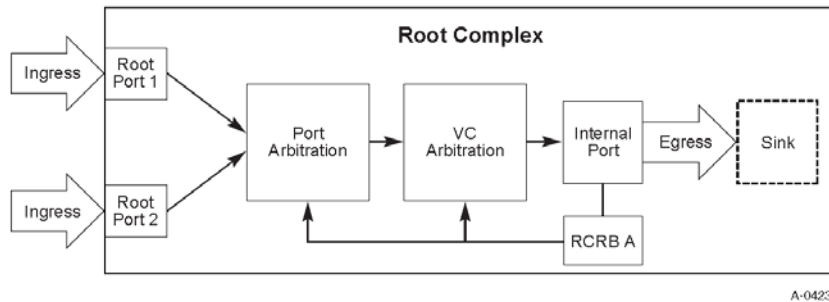 Root Complex
Ingress
Root
Port 1
Port
Arbitration
VC
Arbitration
Internal
Port
Egress
Sink
Ingress
Root
Port 2
RCRB A
A-0423